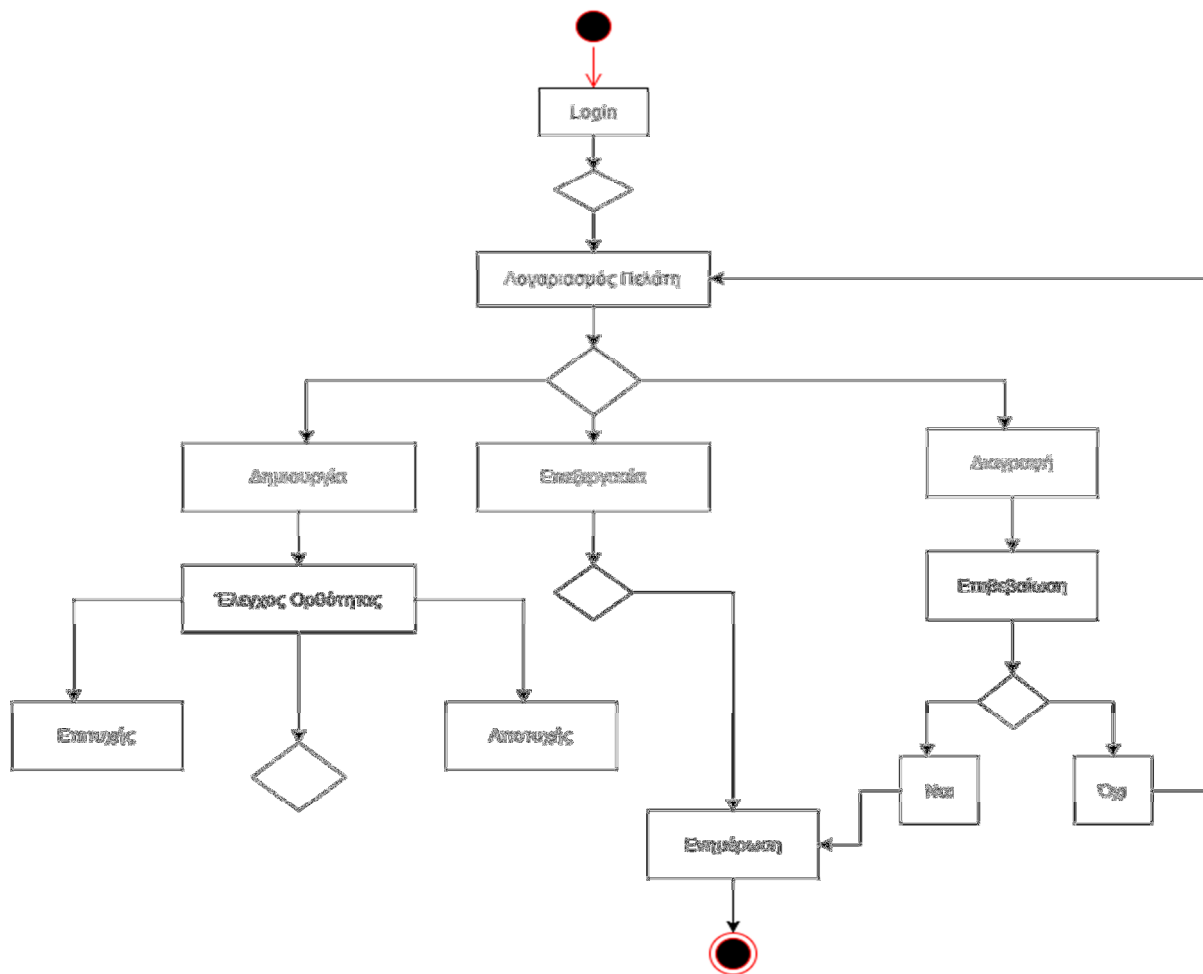 Login
Λογαριασμός Πελάτη
Δημιουργία
Επεξεργασία
Διαγραφή
Έλεγχος Ορθότητας
Επιβεβαίωση
Επιτυχής
Αποτυχής
Ναι
Όχι
Ενημέρωση